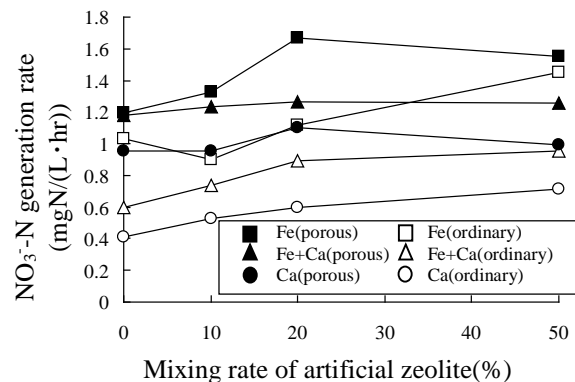 NO₃⁻-N generation rate
(mgN/(L・hr))
1.8
1.6
1.4
1.2
1
0.8
0.6
0.4
0.2
0
Fe(porous)
Fe(ordinary)
Fe+Ca(porous)
Fe+Ca(ordinary)
Ca(porous)
Ca(ordinary)
0 10 20 30 40 50
Mixing rate of artificial zeolite(%)